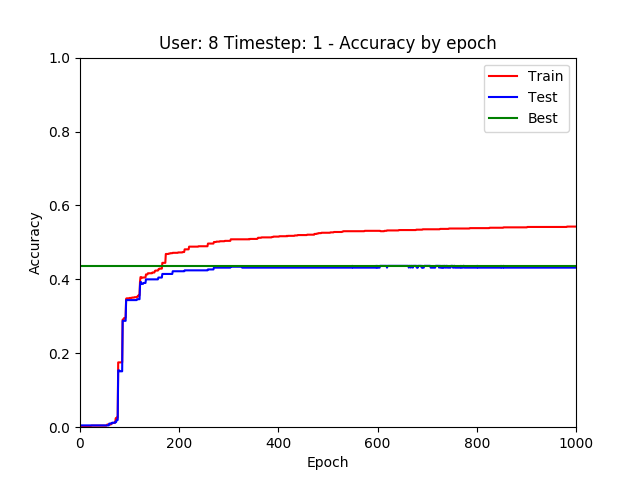 User: 8 Timestep: 1 - Accuracy by epoch
1.0
0.8
0.6
0.4
0.2
0.0
Accuracy
Train
Test
Best
0 200 400 600 800 1000
Epoch